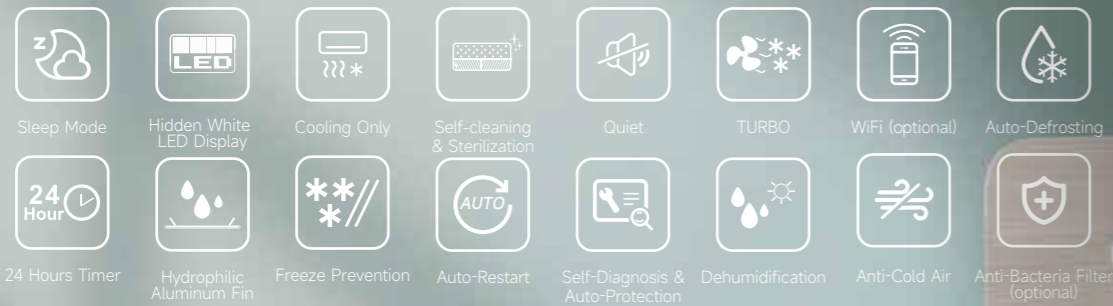 Z
LED
Sleep Mode
Hidden White
LED Display
Cooling Only
Self-cleaning
& Sterilization
Quiet
TURBO
WiFi (optional)
Auto-Defrosting
24
Hour
AUTO
24 Hours Timer
Hydrophilic
Aluminum Fin
Freeze Prevention
Auto-Restart
Self-Diagnosis &
Auto-Protection
Dehumidification
Anti-Cold Air
Anti-Bacteria Filter
(optional)